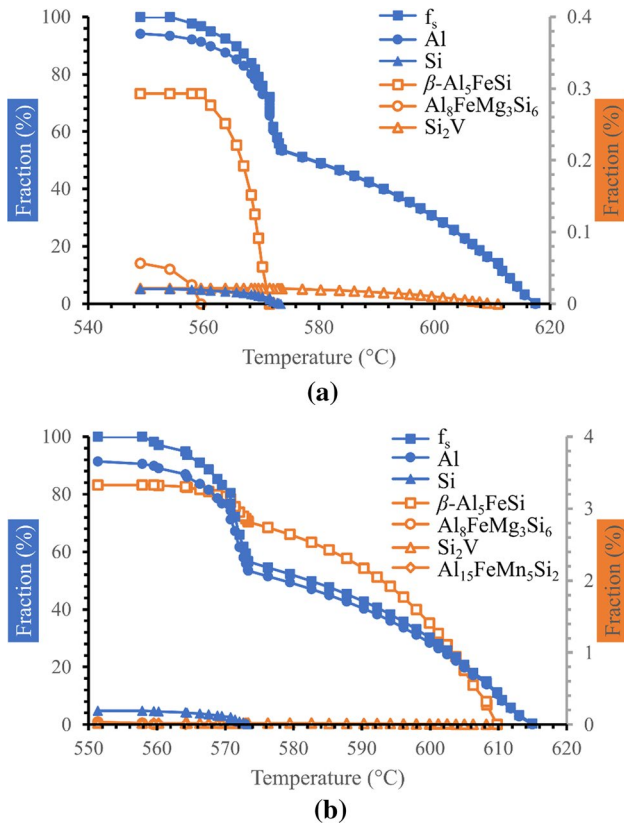 100
80
60
40
20
0
Fraction (%)
0.4
0.3
0.2
0.1
0
Fraction (%)
fₛ
Al
Si
β-Al₅FeSi
Al₈FeMg₃Si₆
Si₂V
540 560 580 600 620
Temperature (°C)
(a)
100
80
60
40
20
0
Fraction (%)
4
3
2
1
0
Fraction (%)
fₛ
Al
Si
β-Al₅FeSi
Al₈FeMg₃Si₆
Si₂V
Al₁₅FeMn₅Si₂
550 560 570 580 590 600 610 620
Temperature (°C)
(b)